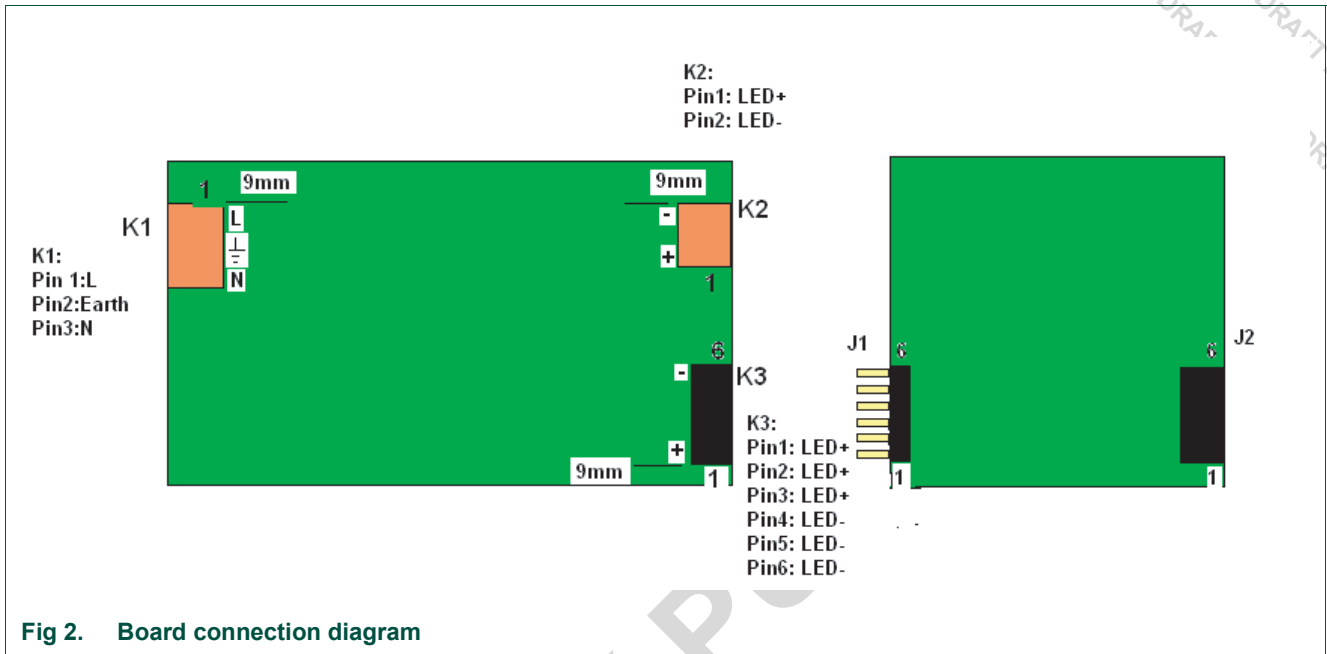 K2:
Pin1: LED+
Pin2: LED-
1
9mm
9mm
K1
L
-
K2
K1:
Pin 1:L
Pin2:Earth
Pin3:N
N
+
1
6
-
K3
J1
6
6
J2
K3:
Pin1: LED+
Pin2: LED+
Pin3: LED+
Pin4: LED-
Pin5: LED-
Pin6: LED-
+
9mm
1
1
1
Fig 2. Board connection diagram